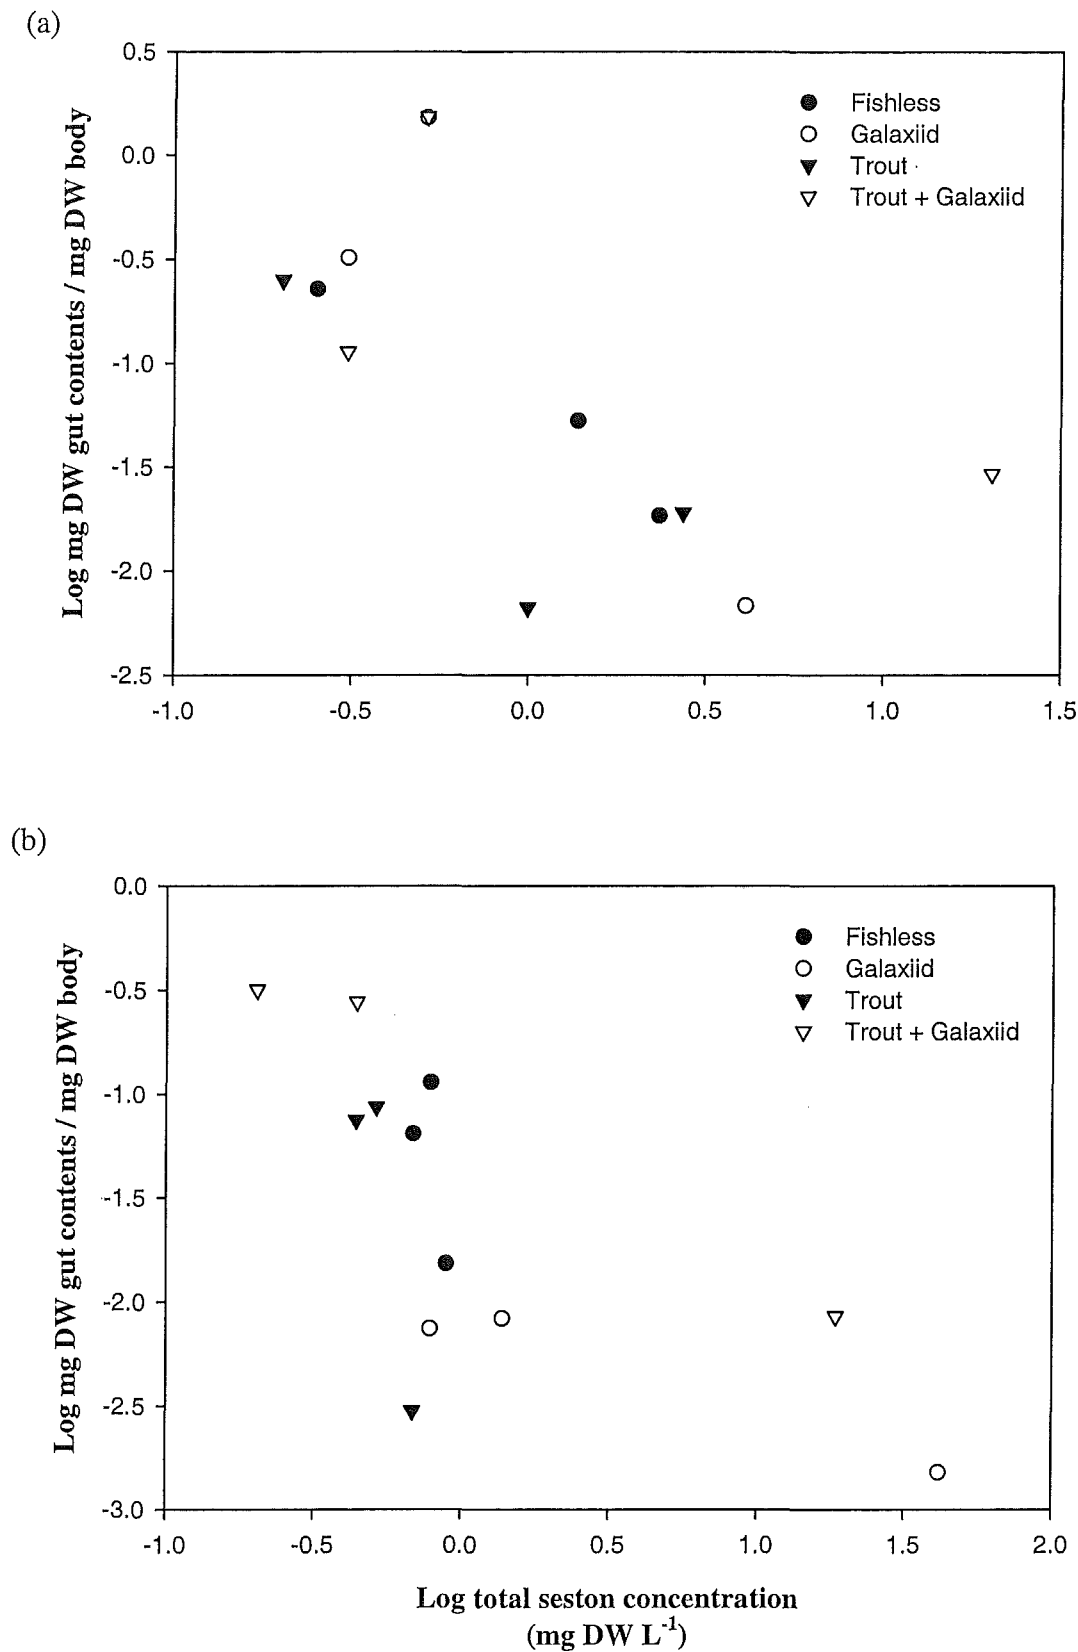 (a)
0.5
0.0
-0.5
-1.0
-1.5
-2.0
-2.5
Log mg DW gut contents / mg DW body
Fishless
Galaxiid
Trout
Trout + Galaxiid
-1.0 -0.5 0.0 0.5 1.0 1.5
(b)
0.0
-0.5
-1.0
-1.5
-2.0
-2.5
-3.0
Log mg DW gut contents / mg DW body
Fishless
Galaxiid
Trout
Trout + Galaxiid
-1.0 -0.5 0.0 0.5 1.0 1.5 2.0
Log total seston concentration
(mg DW L⁻¹)